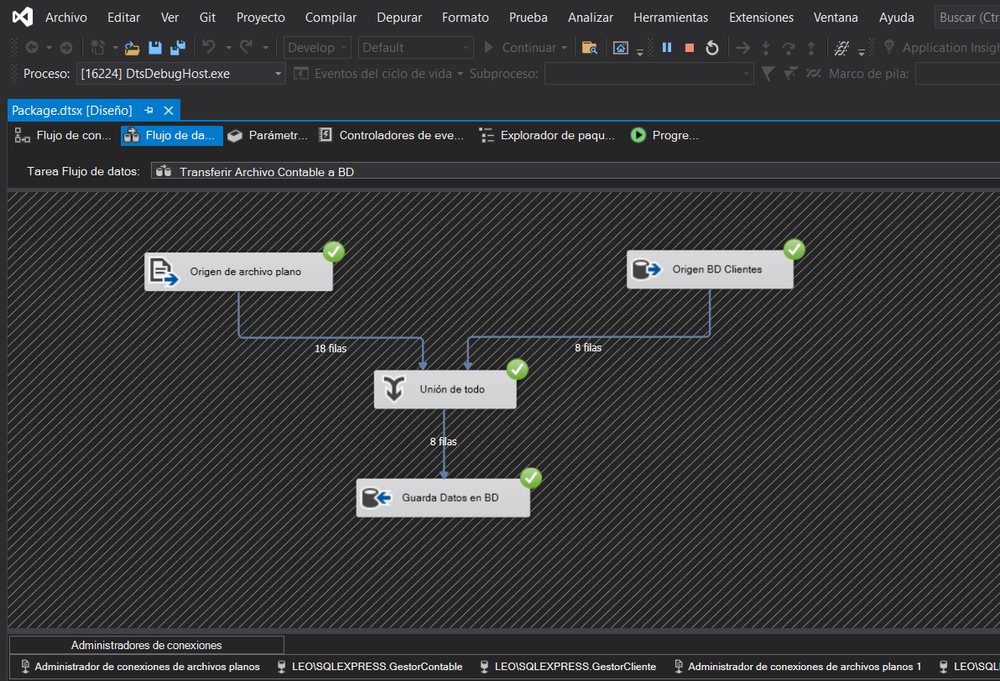 Archivo Editar Ver Git Proyecto Compilar Depurar Formato Prueba Analizar Herramientas Extensiones Ventana Ayuda Buscar (Ctr
Develop Default Continuar Application Insigh
Proceso: [16224] DtsDebugHost.exe Eventos del ciclo de vida Subproceso: Marco de pila:
Package.dtsx [Diseño]
Flujo de con... Flujo de da... Parámetr... Controladores de eve... Explorador de paqu... Progre...
Tarea Flujo de datos: Transferir Archivo Contable a BD
Origen de archivo plano
Origen BD Clientes
18 filas
8 filas
Unión de todo
8 filas
Guarda Datos en BD
Administradores de conexiones
Administrador de conexiones de archivos planos LEO\SQLEXPRESS.GestorContable LEO\SQLEXPRESS.GestorCliente Administrador de conexiones de archivos planos 1 LEO\SQL